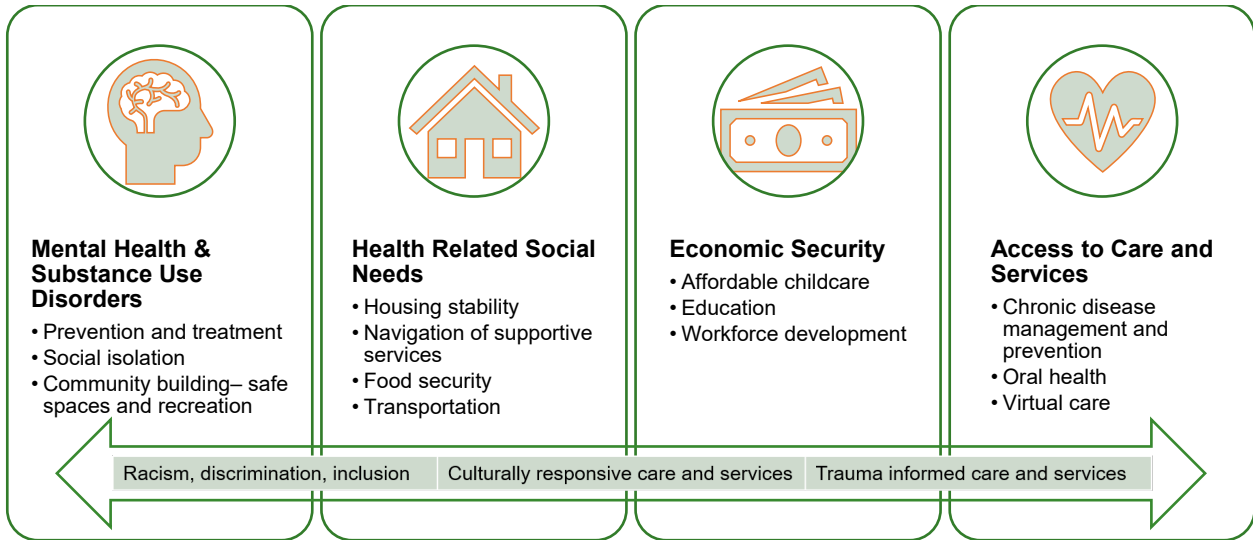 Mental Health &
Substance Use
Disorders
• Prevention and treatment
• Social isolation
• Community building– safe
spaces and recreation
Health Related Social
Needs
• Housing stability
• Navigation of supportive
services
• Food security
• Transportation
Economic Security
• Affordable childcare
• Education
• Workforce development
Access to Care and
Services
• Chronic disease
management and
prevention
• Oral health
• Virtual care
Racism, discrimination, inclusion
Culturally responsive care and services
Trauma informed care and services